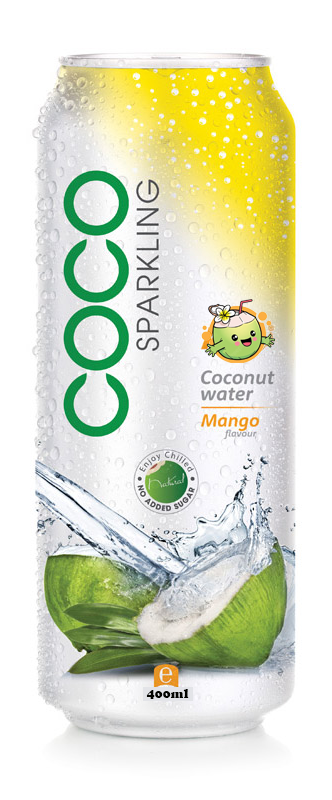 COCO
SPARKLING
Coconut
water
Mango
flavour
Enjoy Chilled
Natural
NO ADDED SUGAR
e
400ml